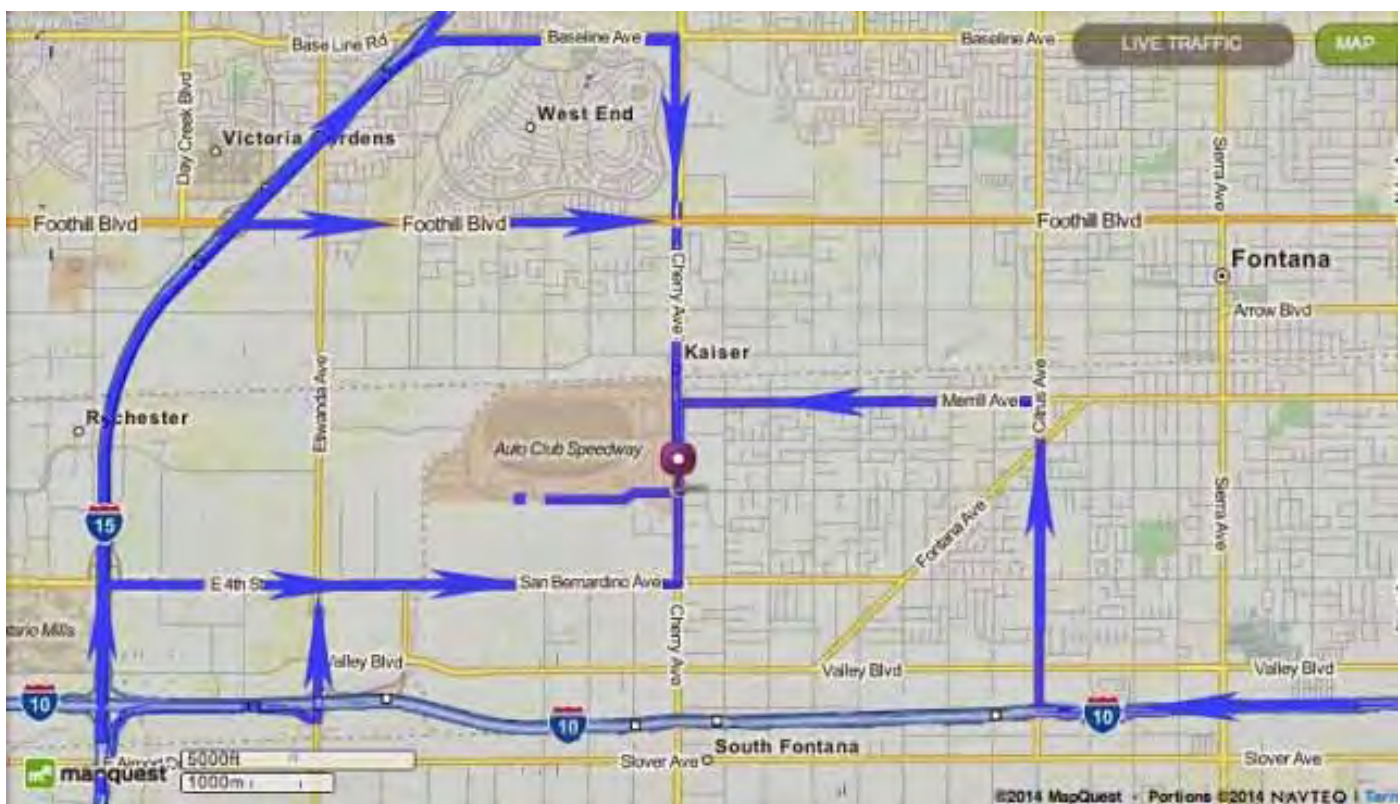 Base Line Rd
Baseline Ave
Baseline Ave
LIVE TRAFFIC
MAP
Day Creek Blvd
West End
Victoria Gardens
Sierra Ave
Foothill Blvd
Foothill Blvd
Foothill Blvd
Cherry Ave
Fontana
Arrow Blvd
Kaiser
Etiwanda Ave
Citrus Ave
Merrill Ave
Rochester
Auto Club Speedway
15
Fontana Ave
Sierra Ave
E 4th St
San Bernardino Ave
Cherry Ave
Mills
Valley Blvd
Valley Blvd
Valley Blvd
10
10
10
South Fontana
Slover Ave
Slover Ave
E Airport D
mapquest
5000ft
1000m
©2014 MapQuest - Portions ©2014 NAVTEQ | Term